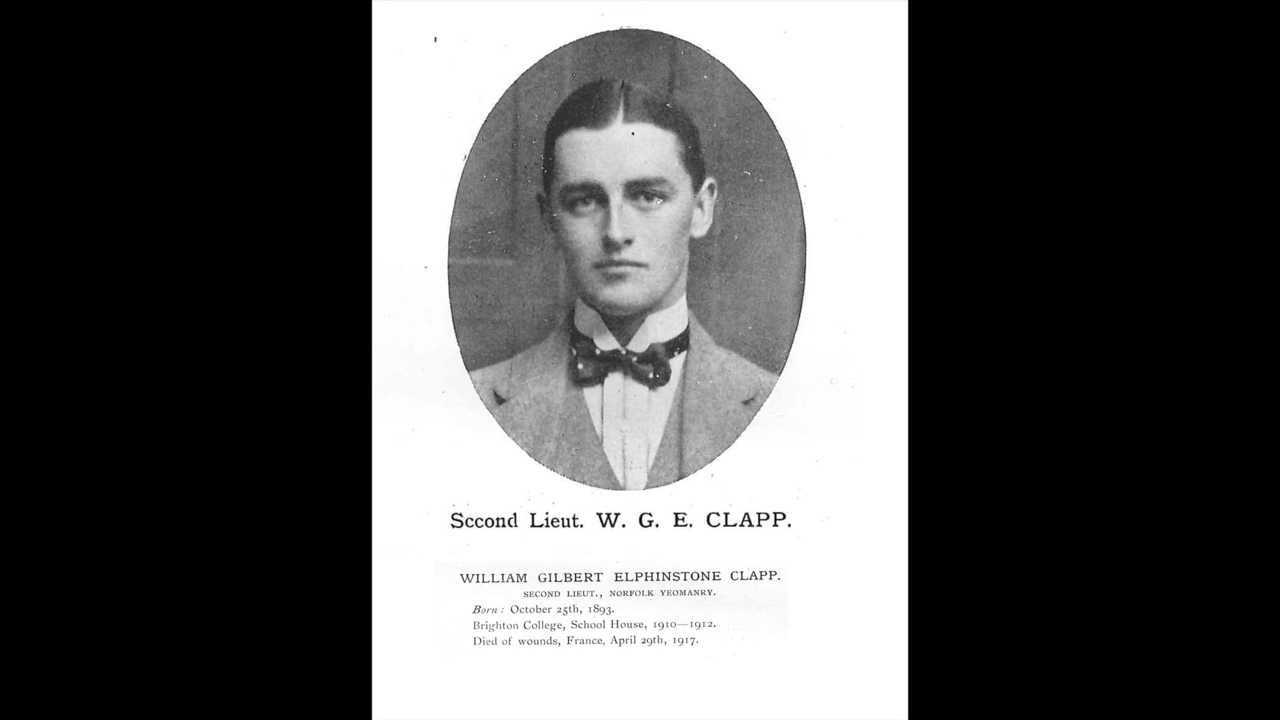 Second Lieut. W. G. E. CLAPP.
WILLIAM GILBERT ELPHINSTONE CLAPP.
SECOND LIEUT., NORFOLK YEOMANRY.
Born: October 25th, 1893.
Brighton College, School House, 1910—1912.
Died of wounds, France, April 29th, 1917.